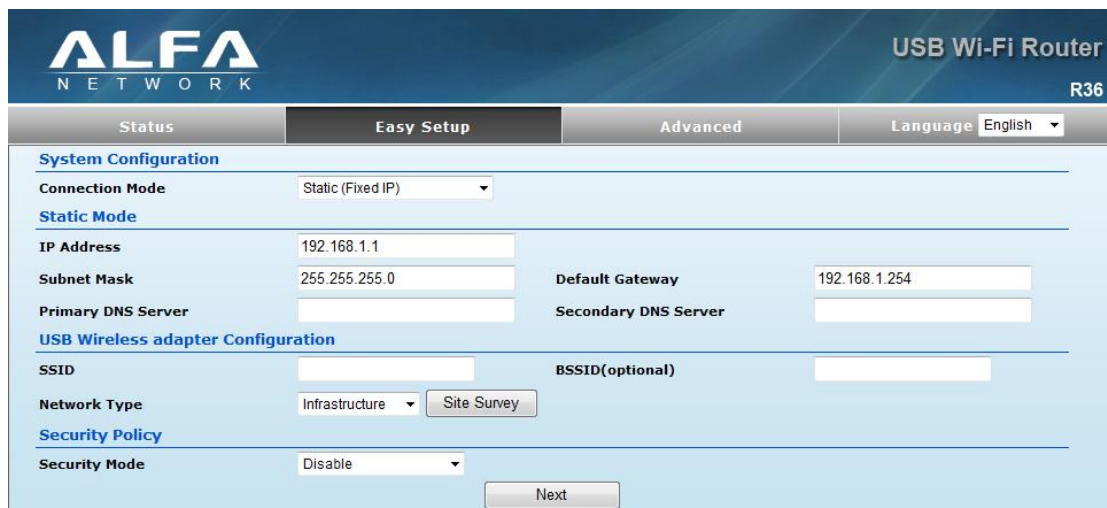 ALFA
NETWORK
USB Wi-Fi Router
R36
Status Easy Setup Advanced Language English
System Configuration
Connection Mode Static (Fixed IP)
Static Mode
IP Address 192.168.1.1
Subnet Mask 255.255.255.0 Default Gateway 192.168.1.254
Primary DNS Server Secondary DNS Server
USB Wireless adapter Configuration
SSID BSSID(optional)
Network Type Infrastructure Site Survey
Security Policy
Security Mode Disable
Next